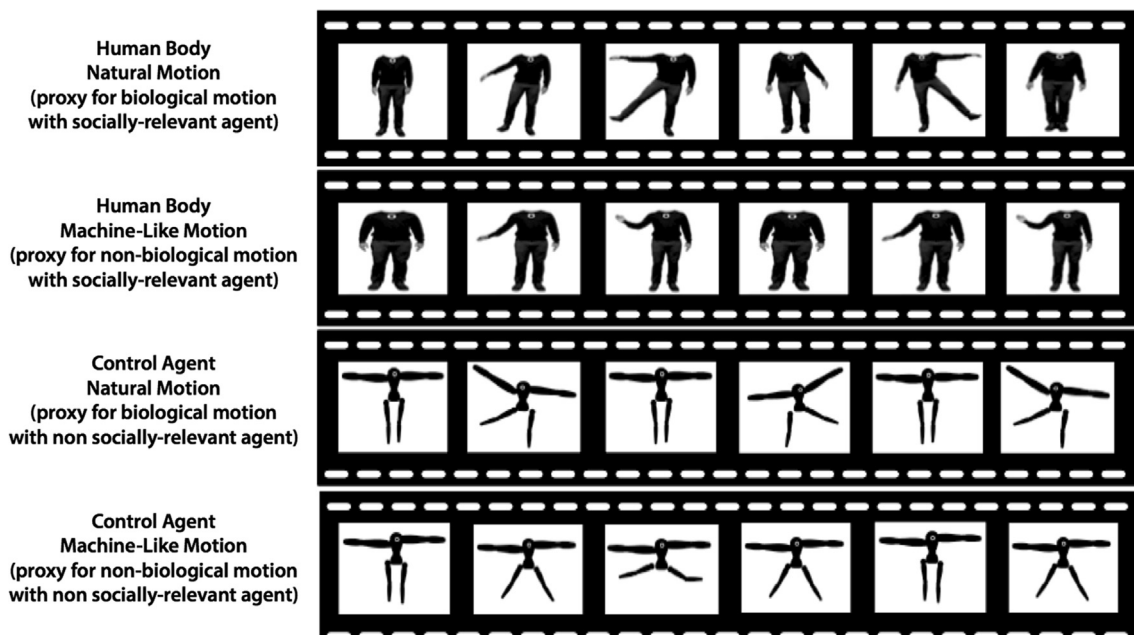 Human Body
Natural Motion
(proxy for biological motion
with socially-relevant agent)
Human Body
Machine-Like Motion
(proxy for non-biological motion
with socially-relevant agent)
Control Agent
Natural Motion
(proxy for biological motion
with non socially-relevant agent)
Control Agent
Machine-Like Motion
(proxy for non-biological motion
with non socially-relevant agent)